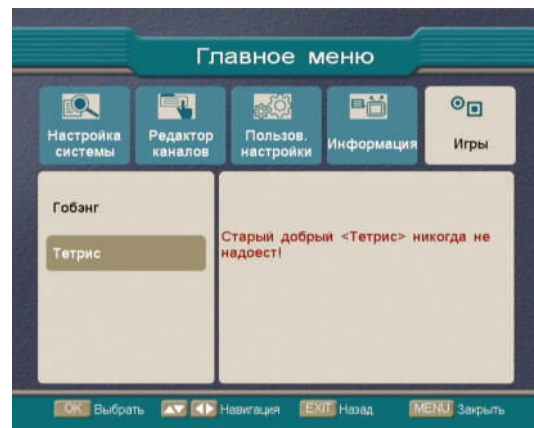 Главное меню
Настройка
системы
Редактор
каналов
Пользов.
настройки
Информация
Игры
Гобэнг
Тетрис
Старый добрый <Тетрис> никогда не
надоест!
OK Выбрать Навигация EXIT Назад MENU Закрыть